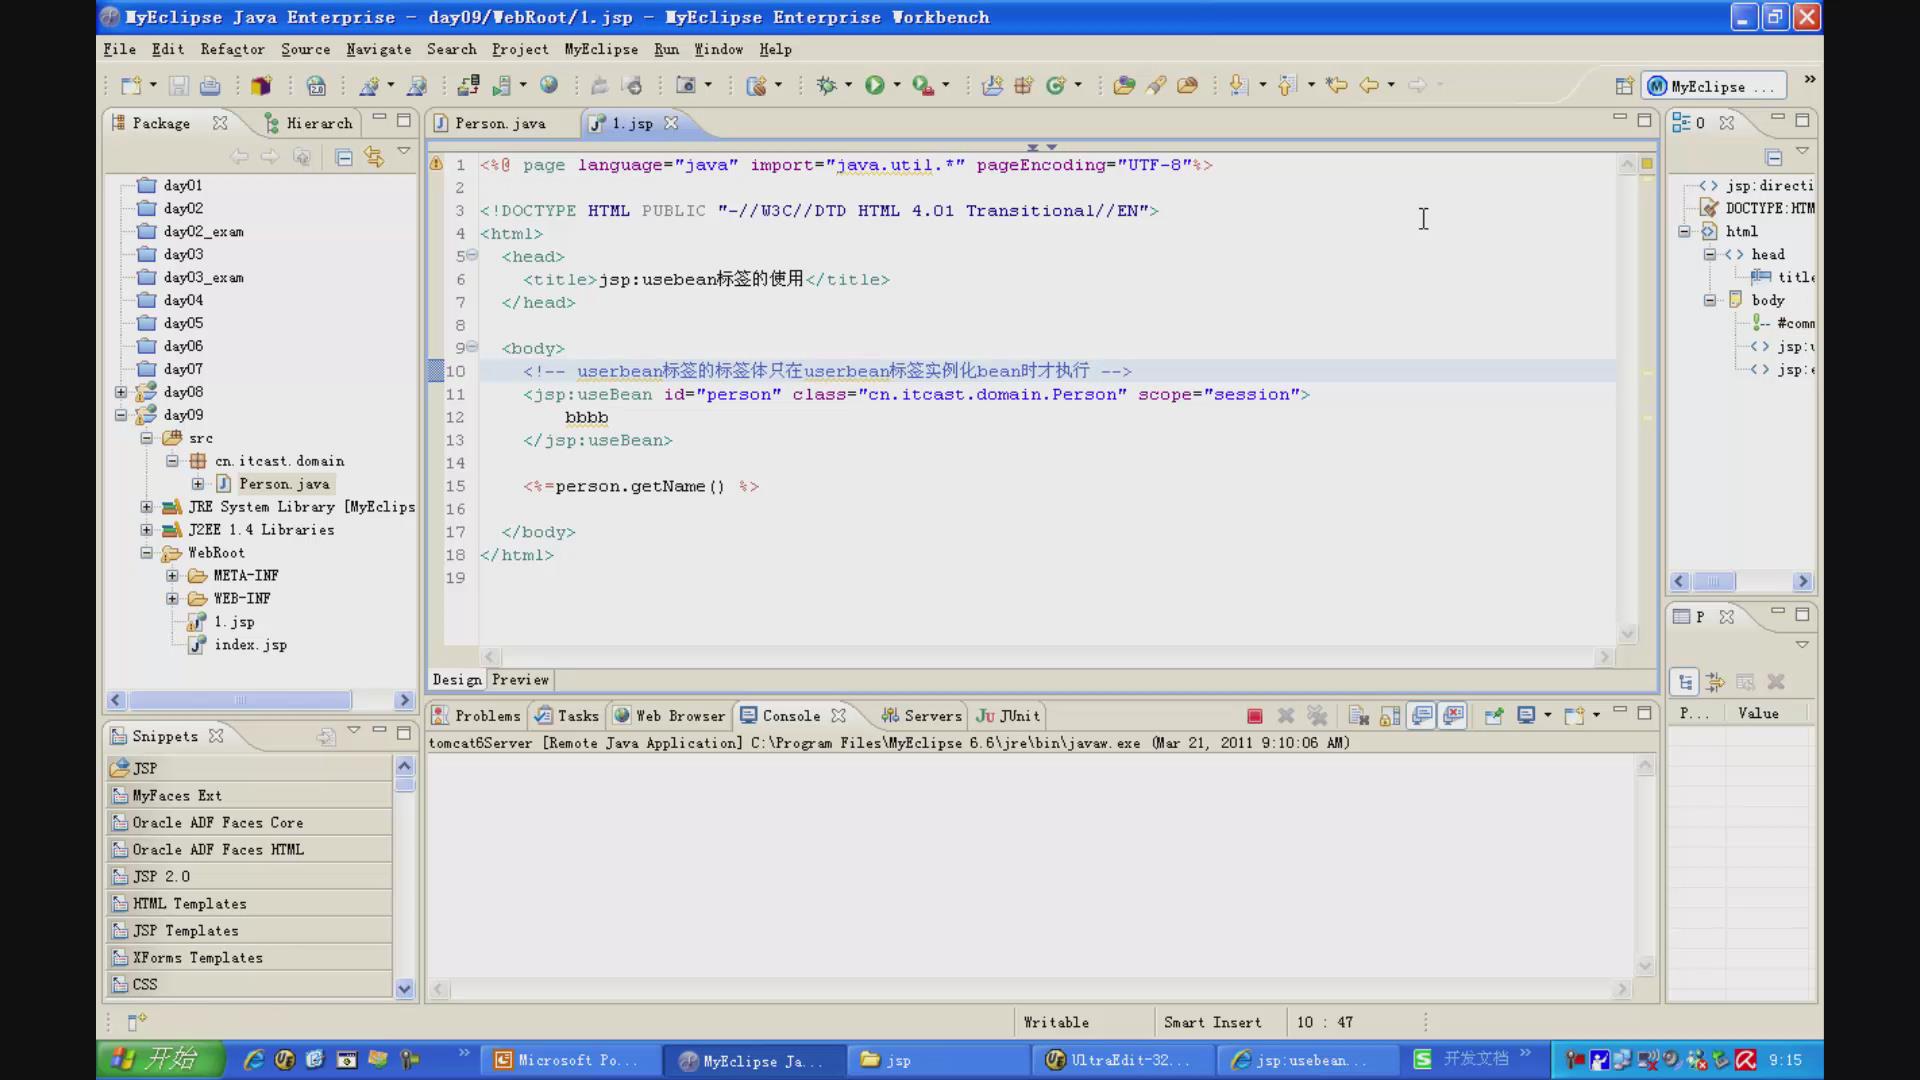 MyEclipse Java Enterprise - day09/WebRoot/1.jsp - MyEclipse Enterprise Workbench
File Edit Refactor Source Navigate Search Project MyEclipse Run Window Help
MyEclipse ...
Package
Hierarch
day01
day02
day02_exam
day03
day03_exam
day04
day05
day06
day07
day08
day09
src
cn.itcast.domain
Person.java
JRE System Library [MyEclips
J2EE 1.4 Libraries
WebRoot
META-INF
WEB-INF
1.jsp
index.jsp
Person.java
1.jsp
1 <%@ page language="java" import="java.util.*" pageEncoding="UTF-8"%>
2
3 <!DOCTYPE HTML PUBLIC "-//W3C//DTD HTML 4.01 Transitional//EN">
4 <html>
5 <head>
6 <title>jsp:usebean标签的使用</title>
7 </head>
8
9 <body>
10 <!-- userbean标签的标签体只在userbean标签实例化bean时才执行 -->
11 <jsp:useBean id="person" class="cn.itcast.domain.Person" scope="session">
12 bbbb
13 </jsp:useBean>
14
15 <%=person.getName() %>
16
17 </body>
18 </html>
19
Design Preview
O
jsp:directi
DOCTYPE:HTM
html
head
title
body
#comm
jsp:u
jsp:e
P
P... Value
Snippets
JSP
MyFaces Ext
Oracle ADF Faces Core
Oracle ADF Faces HTML
JSP 2.0
HTML Templates
JSP Templates
XForms Templates
CSS
Problems Tasks Web Browser Console Servers JUnit
tomcat6Server [Remote Java Application] C:\Program Files\MyEclipse 6.6\jre\bin\javaw.exe (Mar 21, 2011 9:10:06 AM)
Writable Smart Insert 10 : 47
开始 Microsoft Po... MyEclipse Ja... jsp UltraEdit-32... jsp:usebean... 开发文档 9:15